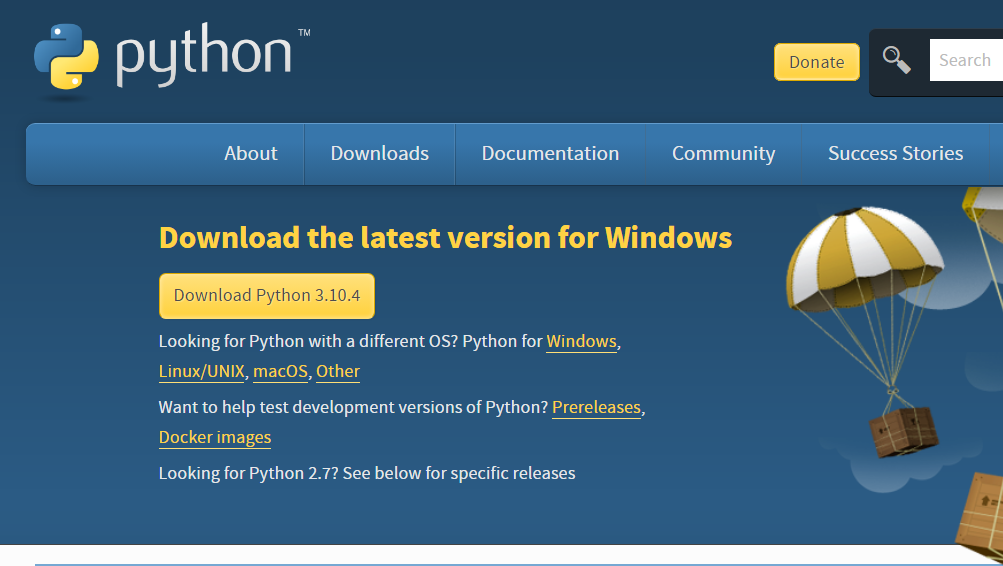 python™
Donate
Search
About
Downloads
Documentation
Community
Success Stories
Download the latest version for Windows
Download Python 3.10.4
Looking for Python with a different OS? Python for Windows,
Linux/UNIX, macOS, Other
Want to help test development versions of Python? Prereleases,
Docker images
Looking for Python 2.7? See below for specific releases